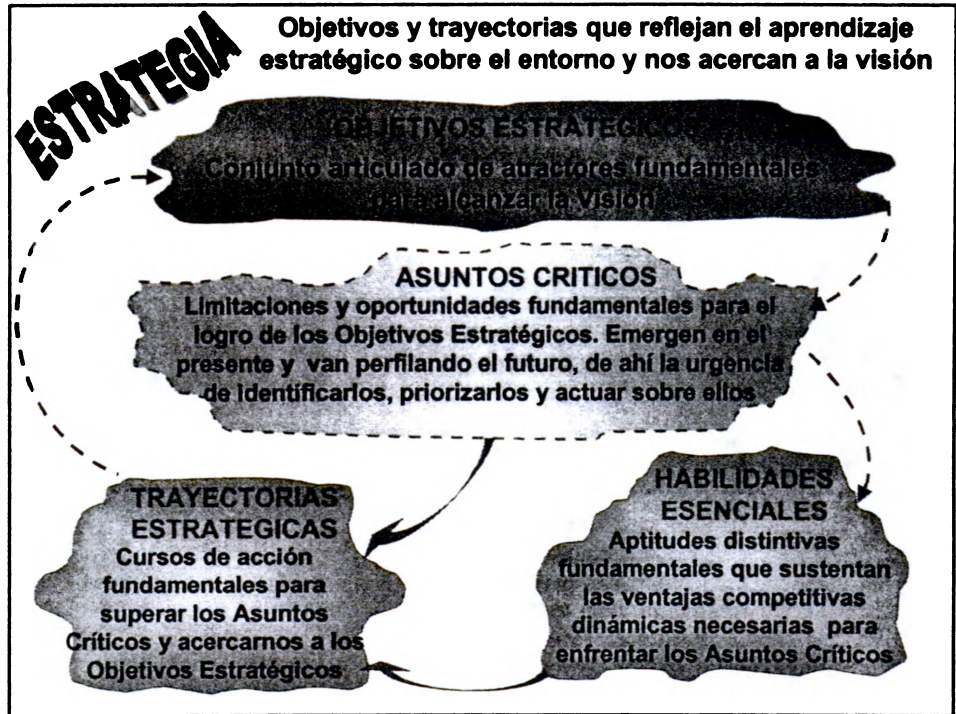 ESTRATEGIA
Objetivos y trayectorias que reflejan el aprendizaje
estratégico sobre el entorno y nos acercan a la visión
OBJETIVOS ESTRATEGICOS
Conjunto articulado de atractores fundamentales
para alcanzar la Visión
ASUNTOS CRITICOS
Limitaciones y oportunidades fundamentales para el
logro de los Objetivos Estratégicos. Emergen en el
presente y van perfilando el futuro, de ahí la urgencia
de identificarlos, priorizarlos y actuar sobre ellos
TRAYECTORIAS
ESTRATEGICAS
Cursos de acción
fundamentales para
superar los Asuntos
Críticos y acercarnos a los
Objetivos Estratégicos
HABILIDADES
ESENCIALES
Aptitudes distintivas
fundamentales que sustentan
las ventajas competitivas
dinámicas necesarias para
enfrentar los Asuntos Críticos